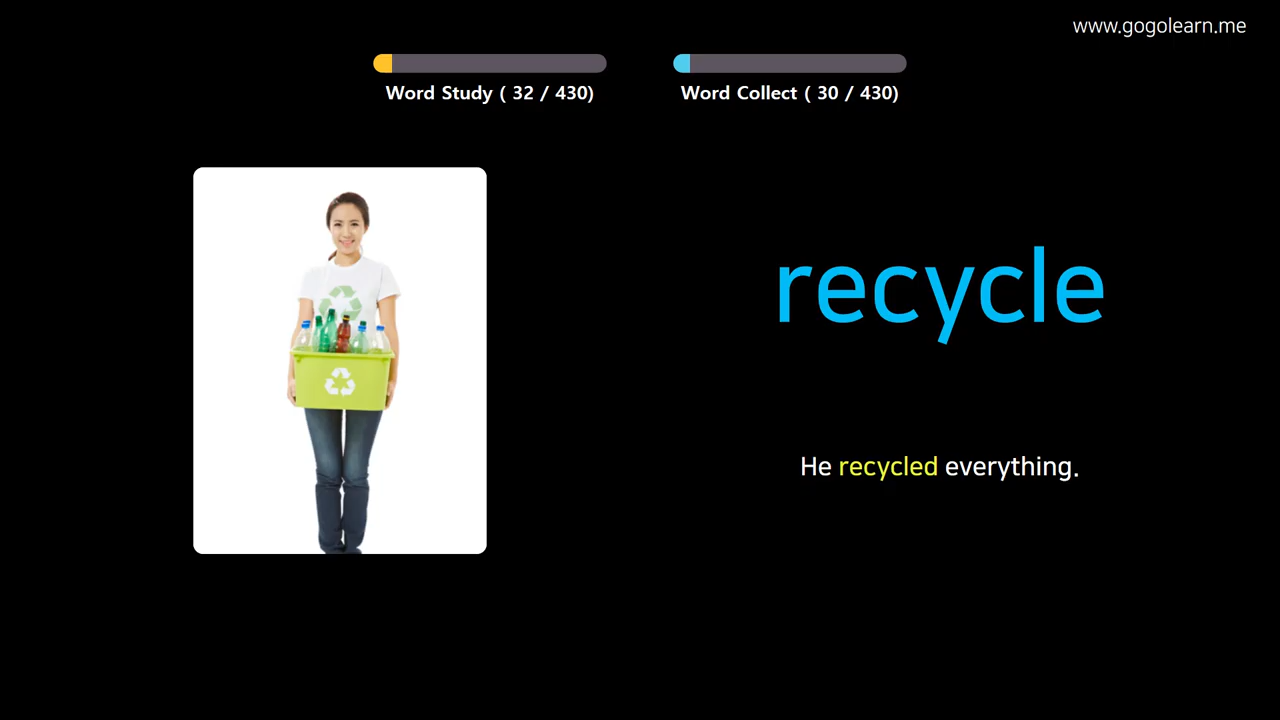 www.gogolearn.me
Word Study ( 32 / 430)
Word Collect ( 30 / 430)
recycle
He recycled everything.